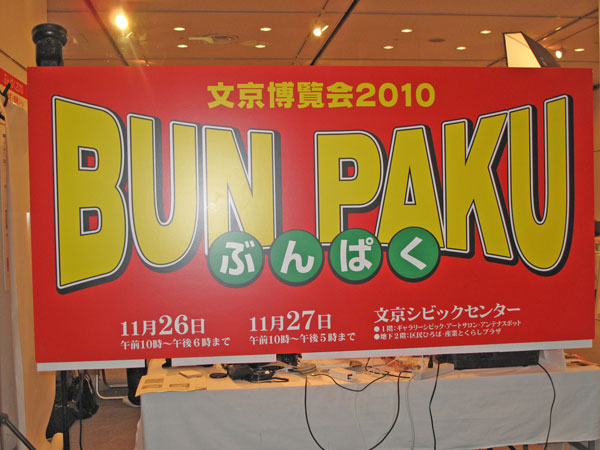 文京博覧会2010
BUN PAKU
ぶんぱく
11月26日
午前10時〜午後6時まで
11月27日
午前10時〜午後5時まで
文京シビックセンター
●1階：ギャラリーシビック・アートサロン・アンテナスポット
●地下2階：区民ひろば・産業とくらしプラザ